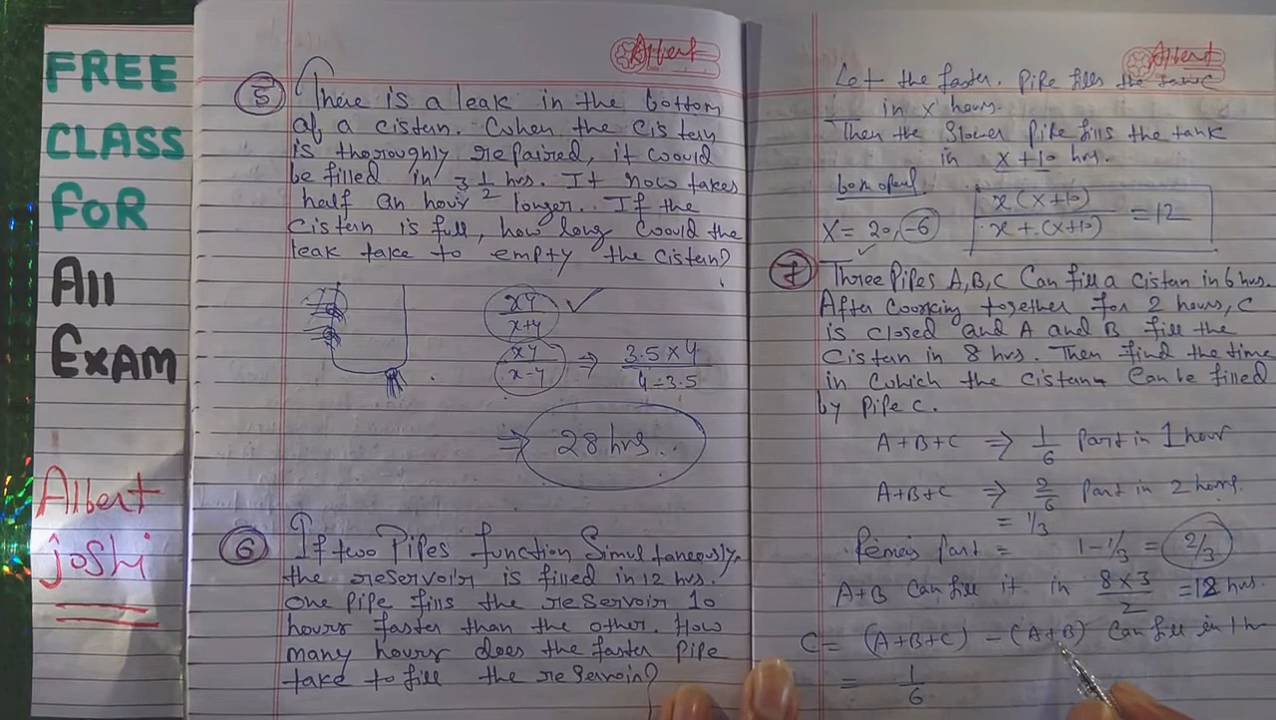 FREE
CLASS
FOR
All
EXAM
Albert
joshi
Albert
5 There is a leak in the bottom
of a cistern. When the cistern
is thoroughly repaired, it would
be filled in 3 1/2 hrs. It now takes
half an hour longer. If the
cistern is full, how long would the
leak take to empty the cistern?
xy/x+y ✓
xy/x-y ⇒ 3.5×4/4-3.5
⇒ 28 hrs..
6 If two Pipes function Simultaneously,
the reservoir is filled in 12 hrs.
One Pipe fills the reservoir 10
hours faster than the other. How
many hours does the faster Pipe
take to fill the reservoir?
Albert
Let the faster. Pipe fills the tank
in x hours.
Then the slower Pipe fills the tank
in x+10 hrs.
x(x+10)/x+(x+10) = 12
x = 20, -6
7 Three Pipes A,B,C Can fill a cistern in 6 hrs.
After working together for 2 hours, C
is closed and A and B fill the
cistern in 8 hrs. Then find the time
in which the cistern Can be filled
by Pipe C.
A+B+C ⇒ 1/6 Part in 1 hour
A+B+C ⇒ 2/6 Part in 2 hours.
= 1/3
Part = 1-1/3 = 2/3
A+B Can fill it in 8×3/2 = 12 hrs.
C = (A+B+C) - (A+B) Can fill in 1 hr
= 1/6